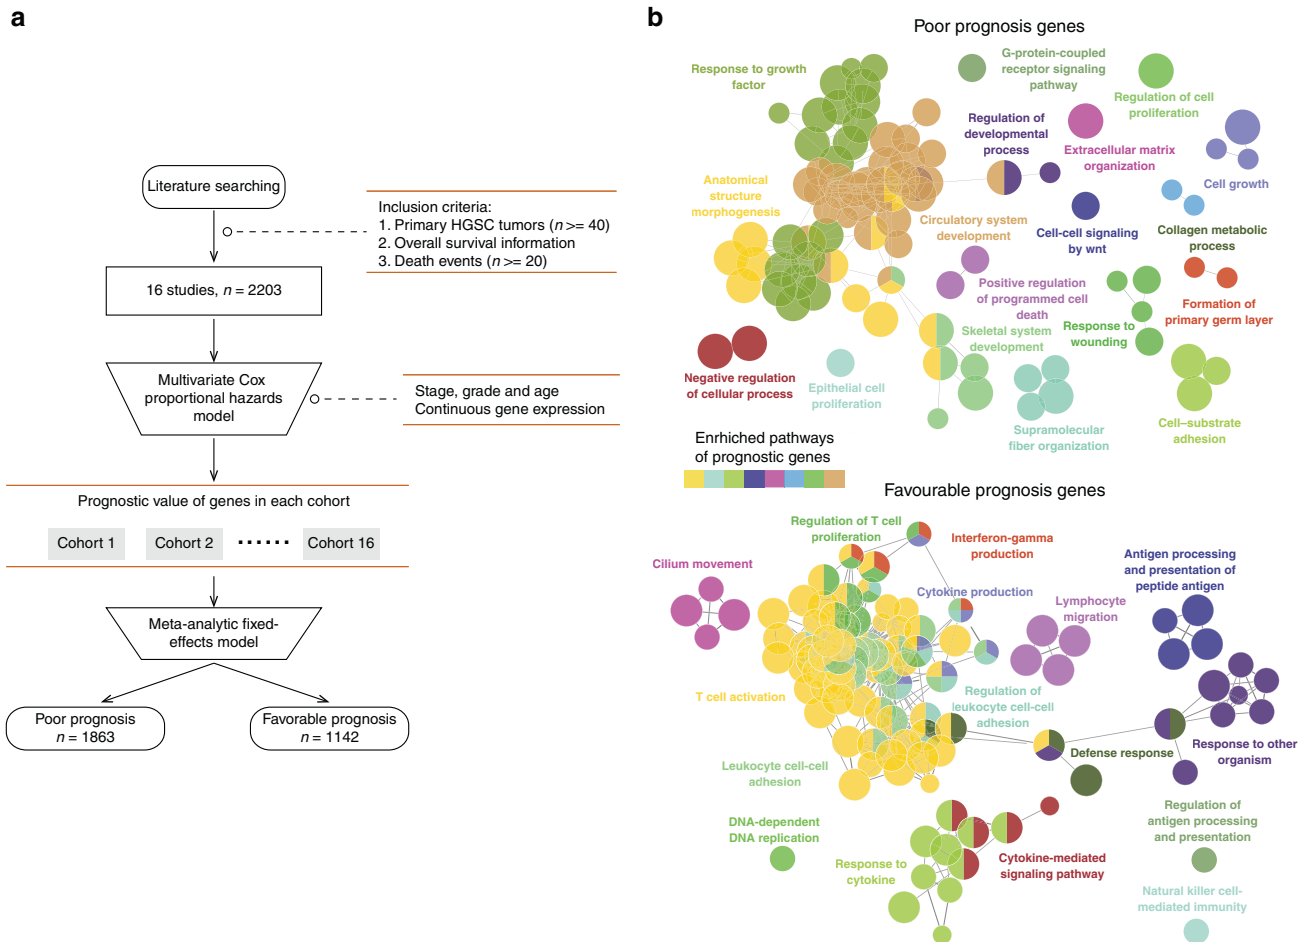 a
Literature searching
Inclusion criteria:
1. Primary HGSC tumors (n >= 40)
2. Overall survival information
3. Death events (n >= 20)
16 studies, n = 2203
Multivariate Cox
proportional hazards
model
Stage, grade and age
Continuous gene expression
Prognostic value of genes in each cohort
Cohort 1
Cohort 2
......
Cohort 16
Meta-analytic fixed-
effects model
Poor prognosis
n = 1863
Favorable prognosis
n = 1142
b
Poor prognosis genes
Response to growth
factor
G-protein-coupled
receptor signaling
pathway
Regulation of cell
proliferation
Regulation of
developmental
process
Extracellular matrix
organization
Cell growth
Anatomical
structure
morphogenesis
Circulatory system
development
Cell-cell signaling
by wnt
Collagen metabolic
process
Positive regulation
of programmed cell
death
Formation of
primary germ layer
Skeletal system
development
Response to
wounding
Negative regulation
of cellular process
Epithelial cell
proliferation
Supramolecular
fiber organization
Cell–substrate
adhesion
Enrhiched pathways
of prognostic genes
Favourable prognosis genes
Regulation of T cell
proliferation
Interferon-gamma
production
Cilium movement
Cytokine production
Antigen processing
and presentation of
peptide antigen
Lymphocyte
migration
T cell activation
Regulation of
leukocyte cell-cell
adhesion
Defense response
Response to other
organism
Leukocyte cell-cell
adhesion
DNA-dependent
DNA replication
Response to
cytokine
Cytokine-mediated
signaling pathway
Regulation of
antigen processing
and presentation
Natural killer cell-
mediated immunity